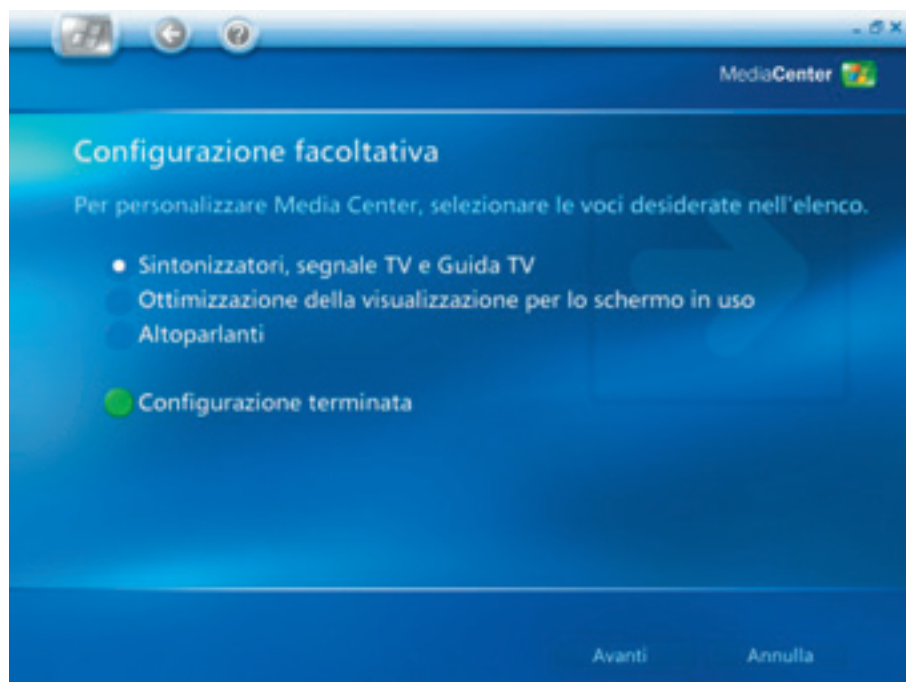 MediaCenter
Configurazione facoltativa
Per personalizzare Media Center, selezionare le voci desiderate nell'elenco.
Sintonizzatori, segnale TV e Guida TV
Ottimizzazione della visualizzazione per lo schermo in uso
Altoparlanti
Configurazione terminata
Avanti Annulla